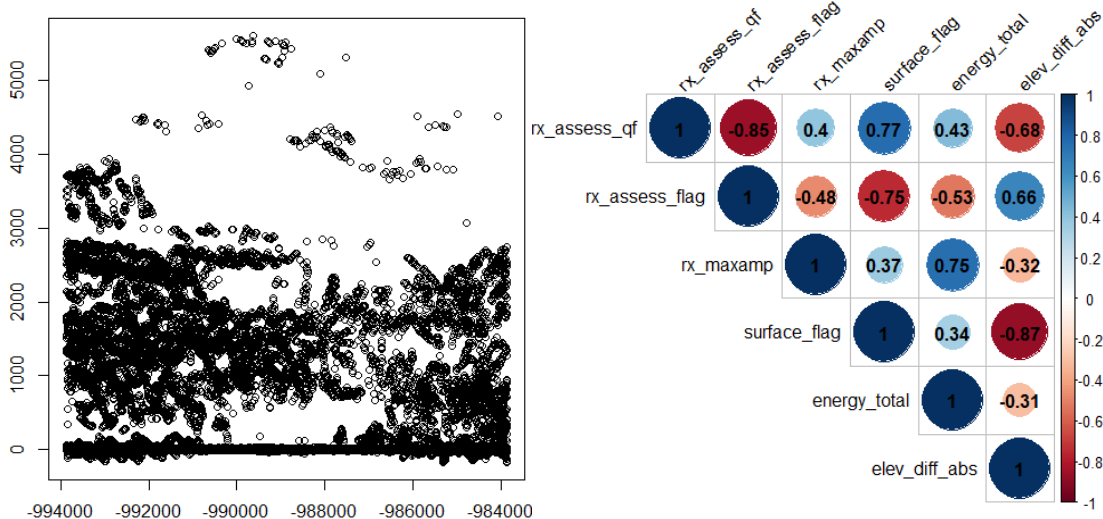 5000
4000
3000
2000
1000
0
-994000 -992000 -990000 -988000 -986000 -984000
rx_assess_qf
rx_assess_flag
rx_maxamp
surface_flag
energy_total
elev_diff_abs
rx_assess_qf 1 -0.85 0.4 0.77 0.43 -0.68
rx_assess_flag 1 -0.48 -0.75 -0.53 0.66
rx_maxamp 1 0.37 0.75 -0.32
surface_flag 1 0.34 -0.87
energy_total 1 -0.31
elev_diff_abs 1
1
0.8
0.6
0.4
0.2
0
-0.2
-0.4
-0.6
-0.8
-1